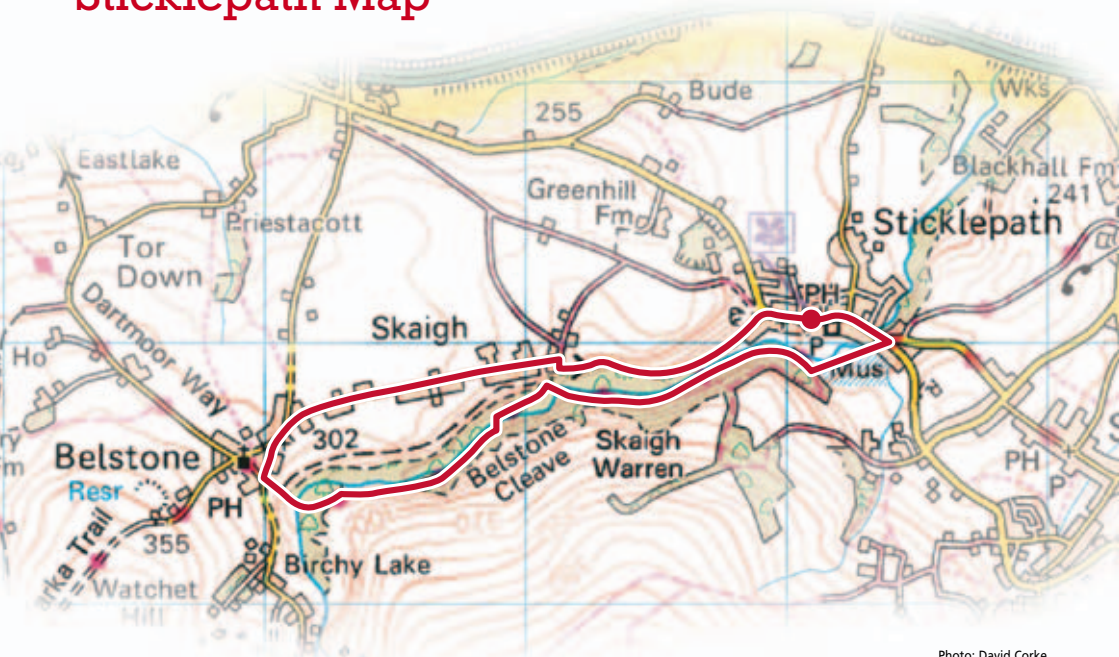 Sticklepath Map
Bude
Wks
255
Eastlake
Blackhall Fm
241
Greenhill
Fm
Priestacott
Sticklepath
Tor
Down
Dartmoor Way
PH
Skaigh
Ho
P
Mus
302
Belstone
Skaigh
Warren
Belstone
Cleave
PH
Resr
PH
P
355
arka Trail
Birchy Lake
Watchet
Hill
Photo: David Corke